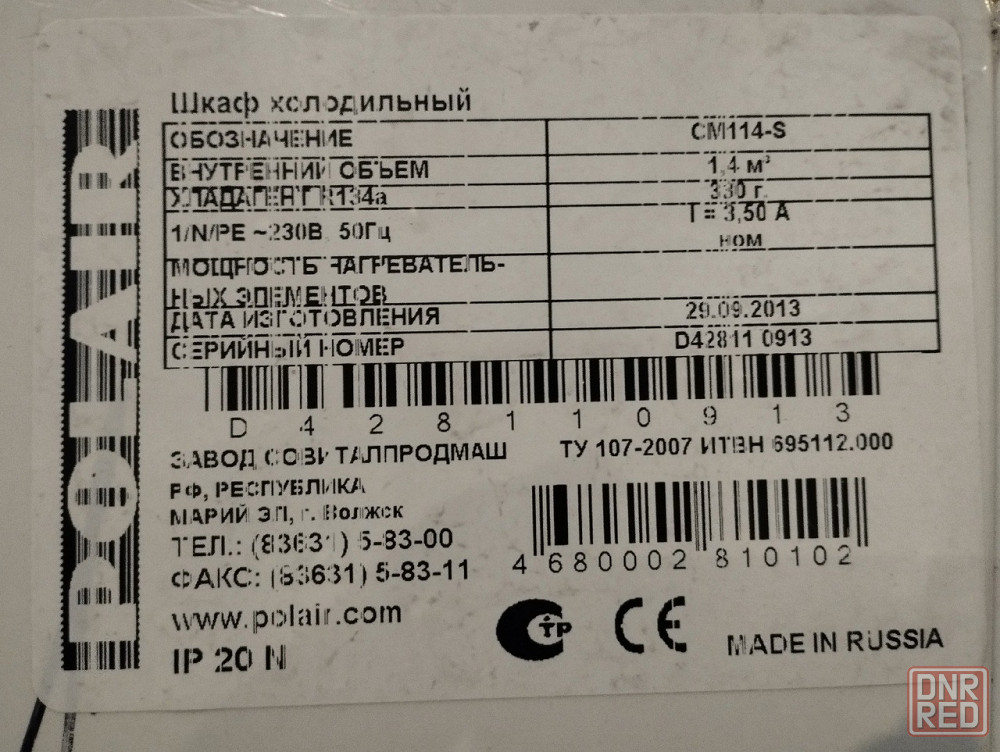 POLAIR
Шкаф холодильный
ОБОЗНАЧЕНИЕ CM114-S
ВНУТРЕННИЙ ОБЪЕМ 1,4 м³
ХЛАДАГЕНТ R134a 330 г.
1/N/PE ~230В 50Гц I = 3,50 А
ном
МОЩНОСТЬ НАГРЕВАТЕЛЬ-
НЫХ ЭЛЕМЕНТОВ
ДАТА ИЗГОТОВЛЕНИЯ 29.09.2013
СЕРИЙНЫЙ НОМЕР D42811 0913
D 4 2 8 1 1 0 9 1 3
ЗАВОД СОВИТАЛПРОДМАШ ТУ 107-2007 ИТВН 695112.000
РФ, РЕСПУБЛИКА
МАРИЙ ЭЛ, г. Волжск
ТЕЛ.: (83631) 5-83-00
4 680002 810102
ФАКС: (83631) 5-83-11
www.polair.com
СТР CE MADE IN RUSSIA
IP 20 N
DNR
RED